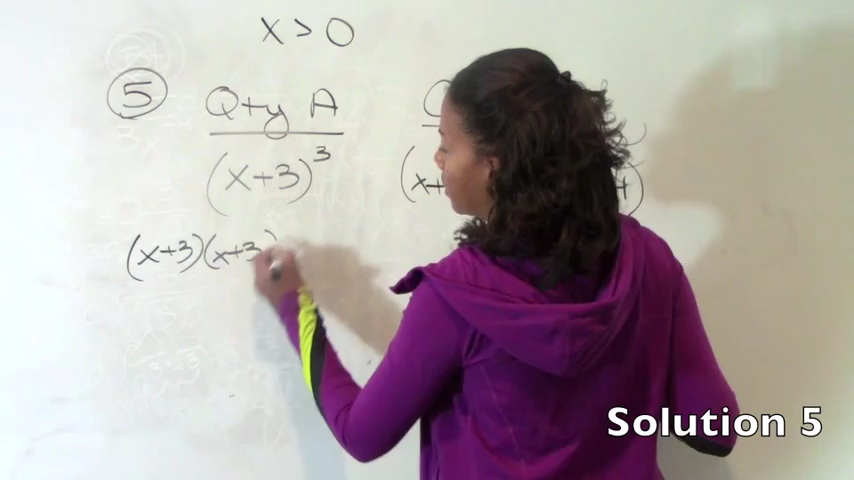 x > 0
5 Qty A
(x+3)³ (x+
(x+3)(x+3)
Solution 5